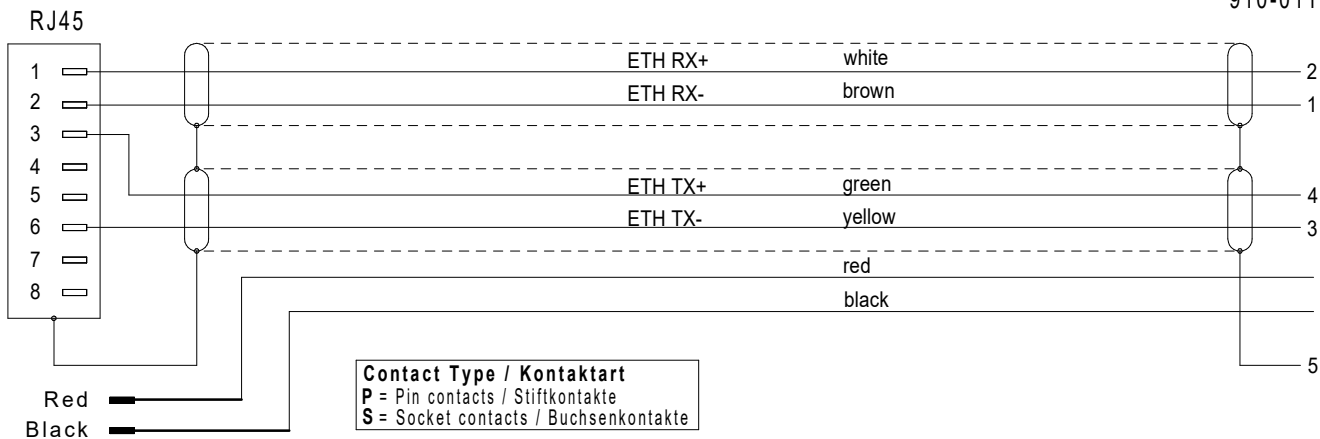 910-011
RJ45
1 ETH RX+ white 2
2 ETH RX- brown 1
3
4
5 ETH TX+ green 4
6 ETH TX- yellow 3
7 red
8 black
5
Contact Type / Kontaktart
P = Pin contacts / Stiftkontakte
S = Socket contacts / Buchsenkontakte
Red
Black